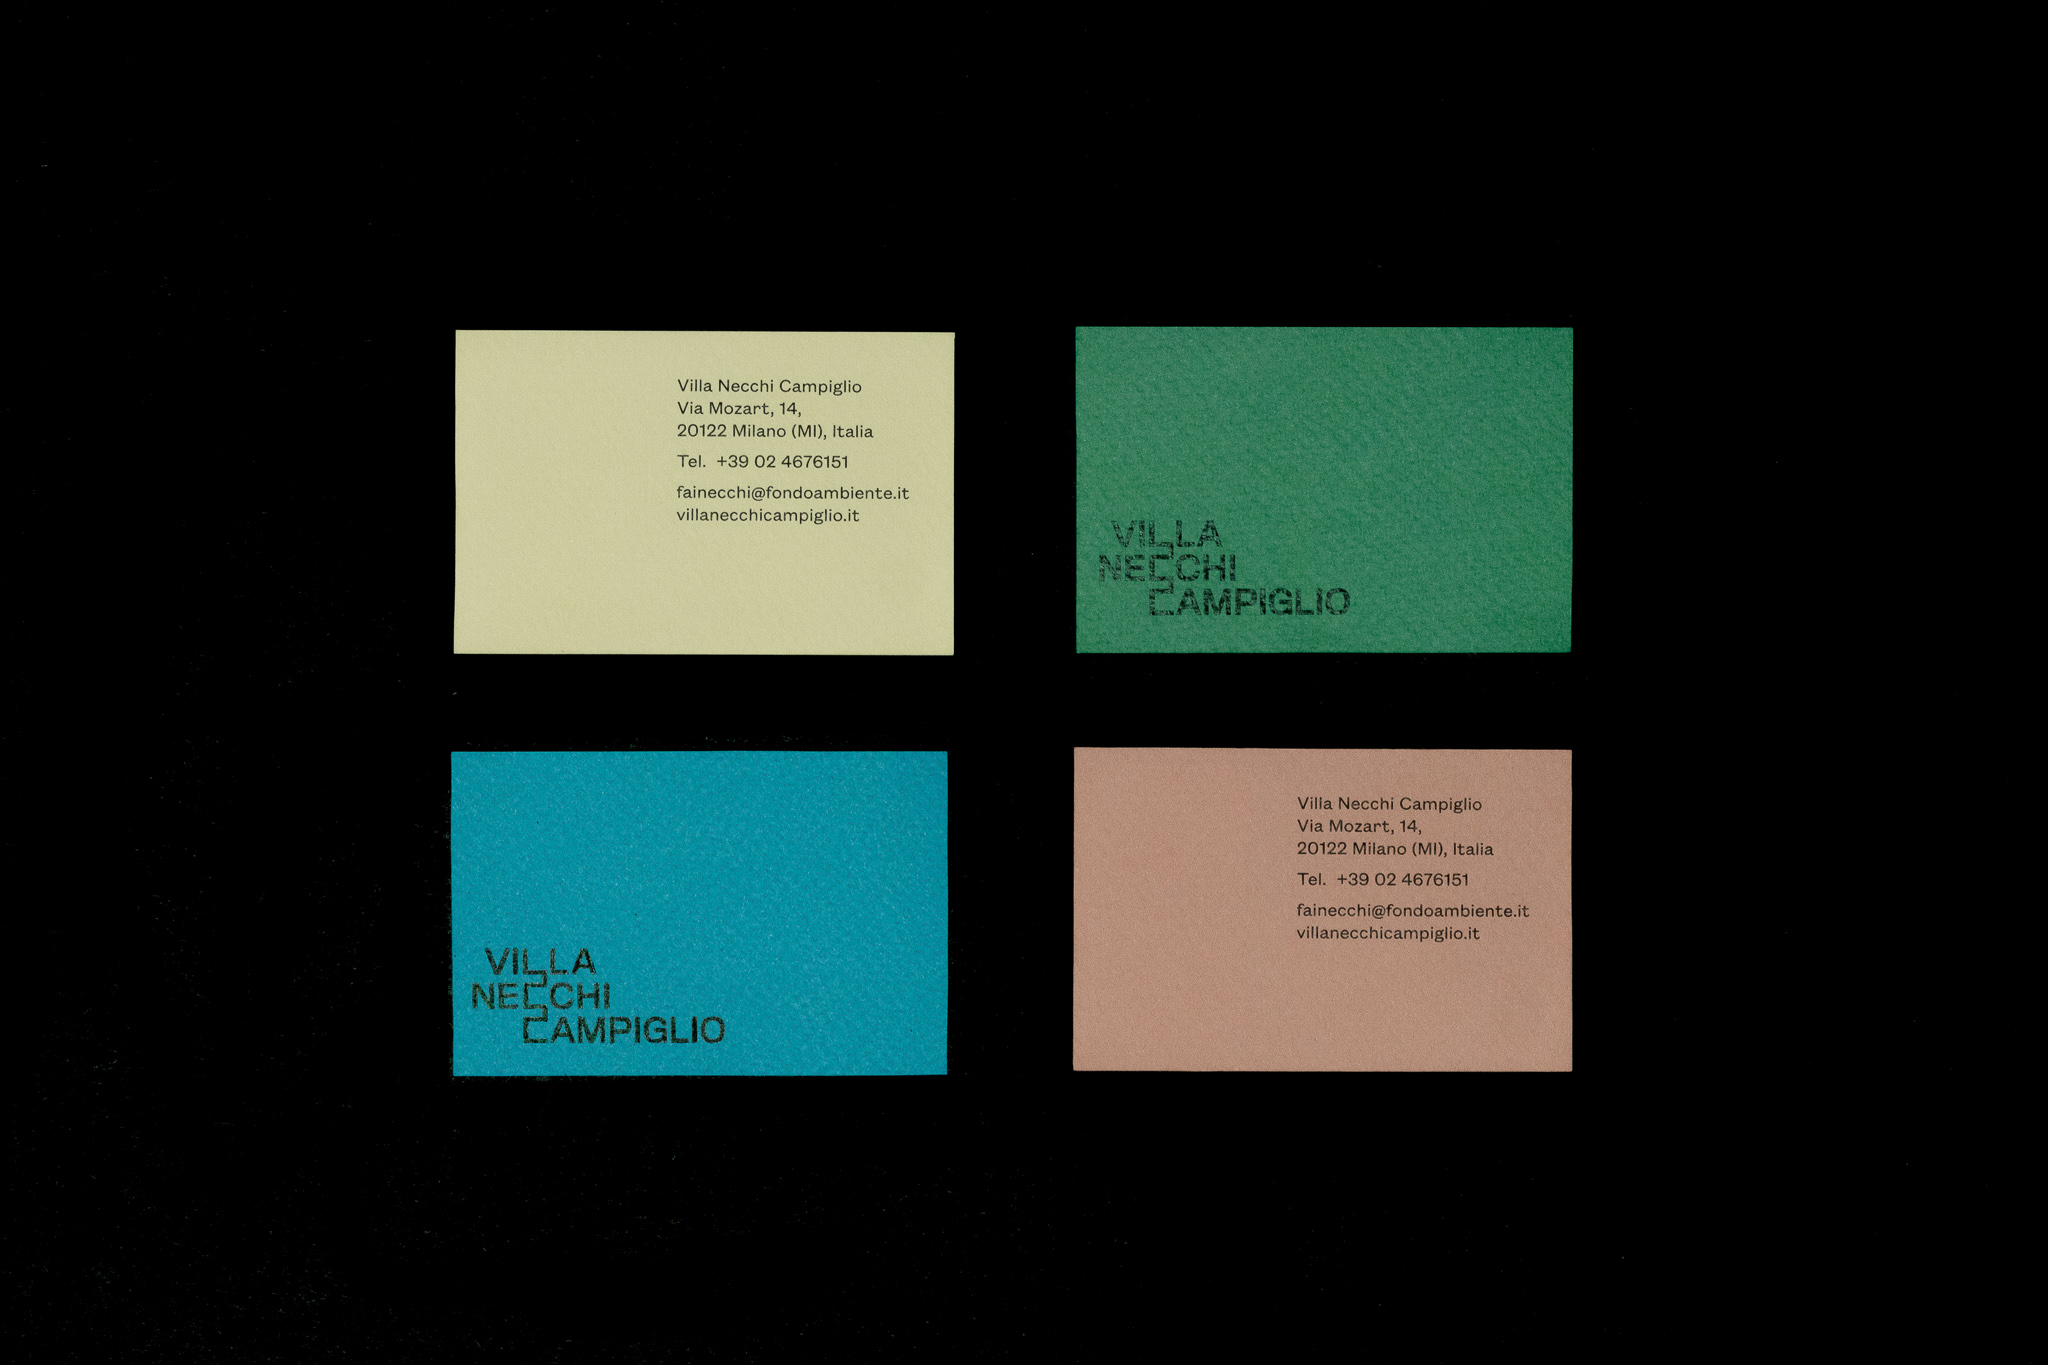 Villa Necchi Campiglio
Via Mozart, 14,
20122 Milano (MI), Italia
Tel. +39 02 4676151
fainecchi@fondoambiente.it
villanecchicampiglio.it
VILLA
NECCHI
CAMPIGLIO
VILLA
NECCHI
CAMPIGLIO
Villa Necchi Campiglio
Via Mozart, 14,
20122 Milano (MI), Italia
Tel. +39 02 4676151
fainecchi@fondoambiente.it
villanecchicampiglio.it